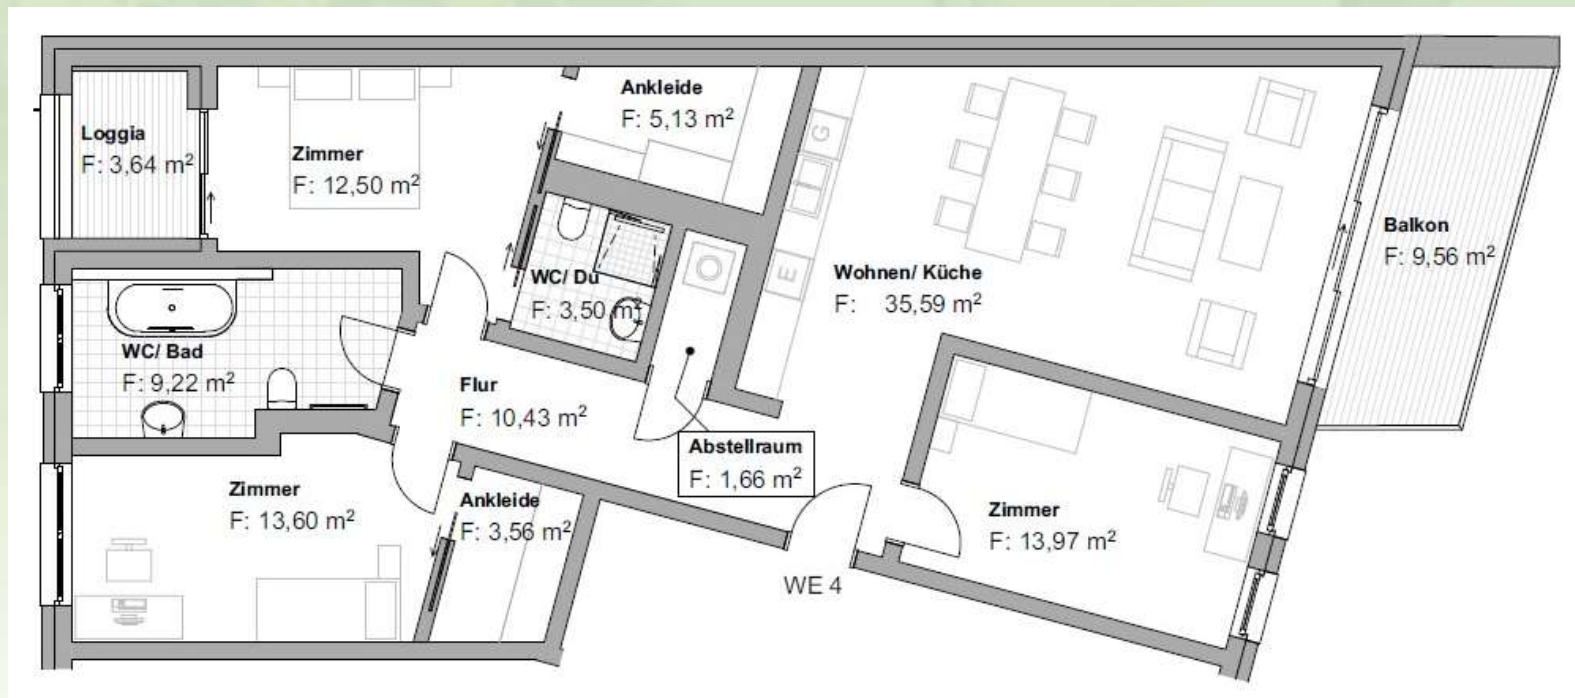 Ankleide
F: 5,13 m²
Loggia
F: 3,64 m²
Zimmer
F: 12,50 m²
G
Balkon
F: 9,56 m²
WC/ Du
F: 3,50 m²
E
Wohnen/ Küche
F: 35,59 m²
WC/ Bad
F: 9,22 m²
Flur
F: 10,43 m²
Abstellraum
F: 1,66 m²
Zimmer
F: 13,60 m²
Ankleide
F: 3,56 m²
Zimmer
F: 13,97 m²
WE 4